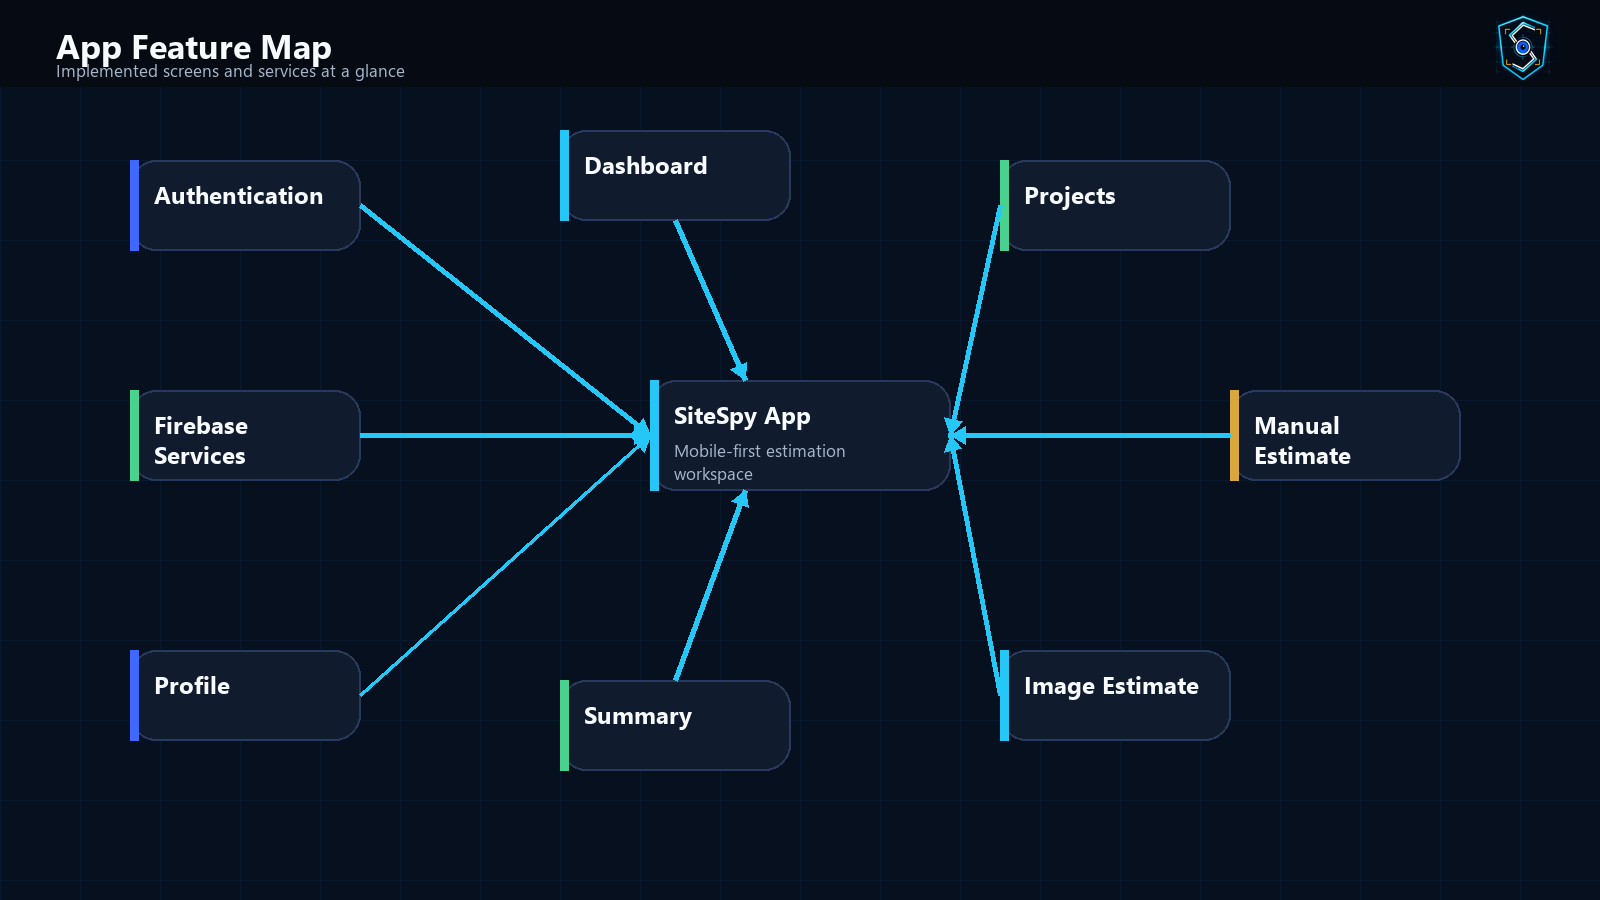 App Feature Map
Implemented screens and services at a glance
Dashboard
Authentication
Projects
Firebase
Services
SiteSpy App
Mobile-first estimation
workspace
Manual
Estimate
Profile
Summary
Image Estimate